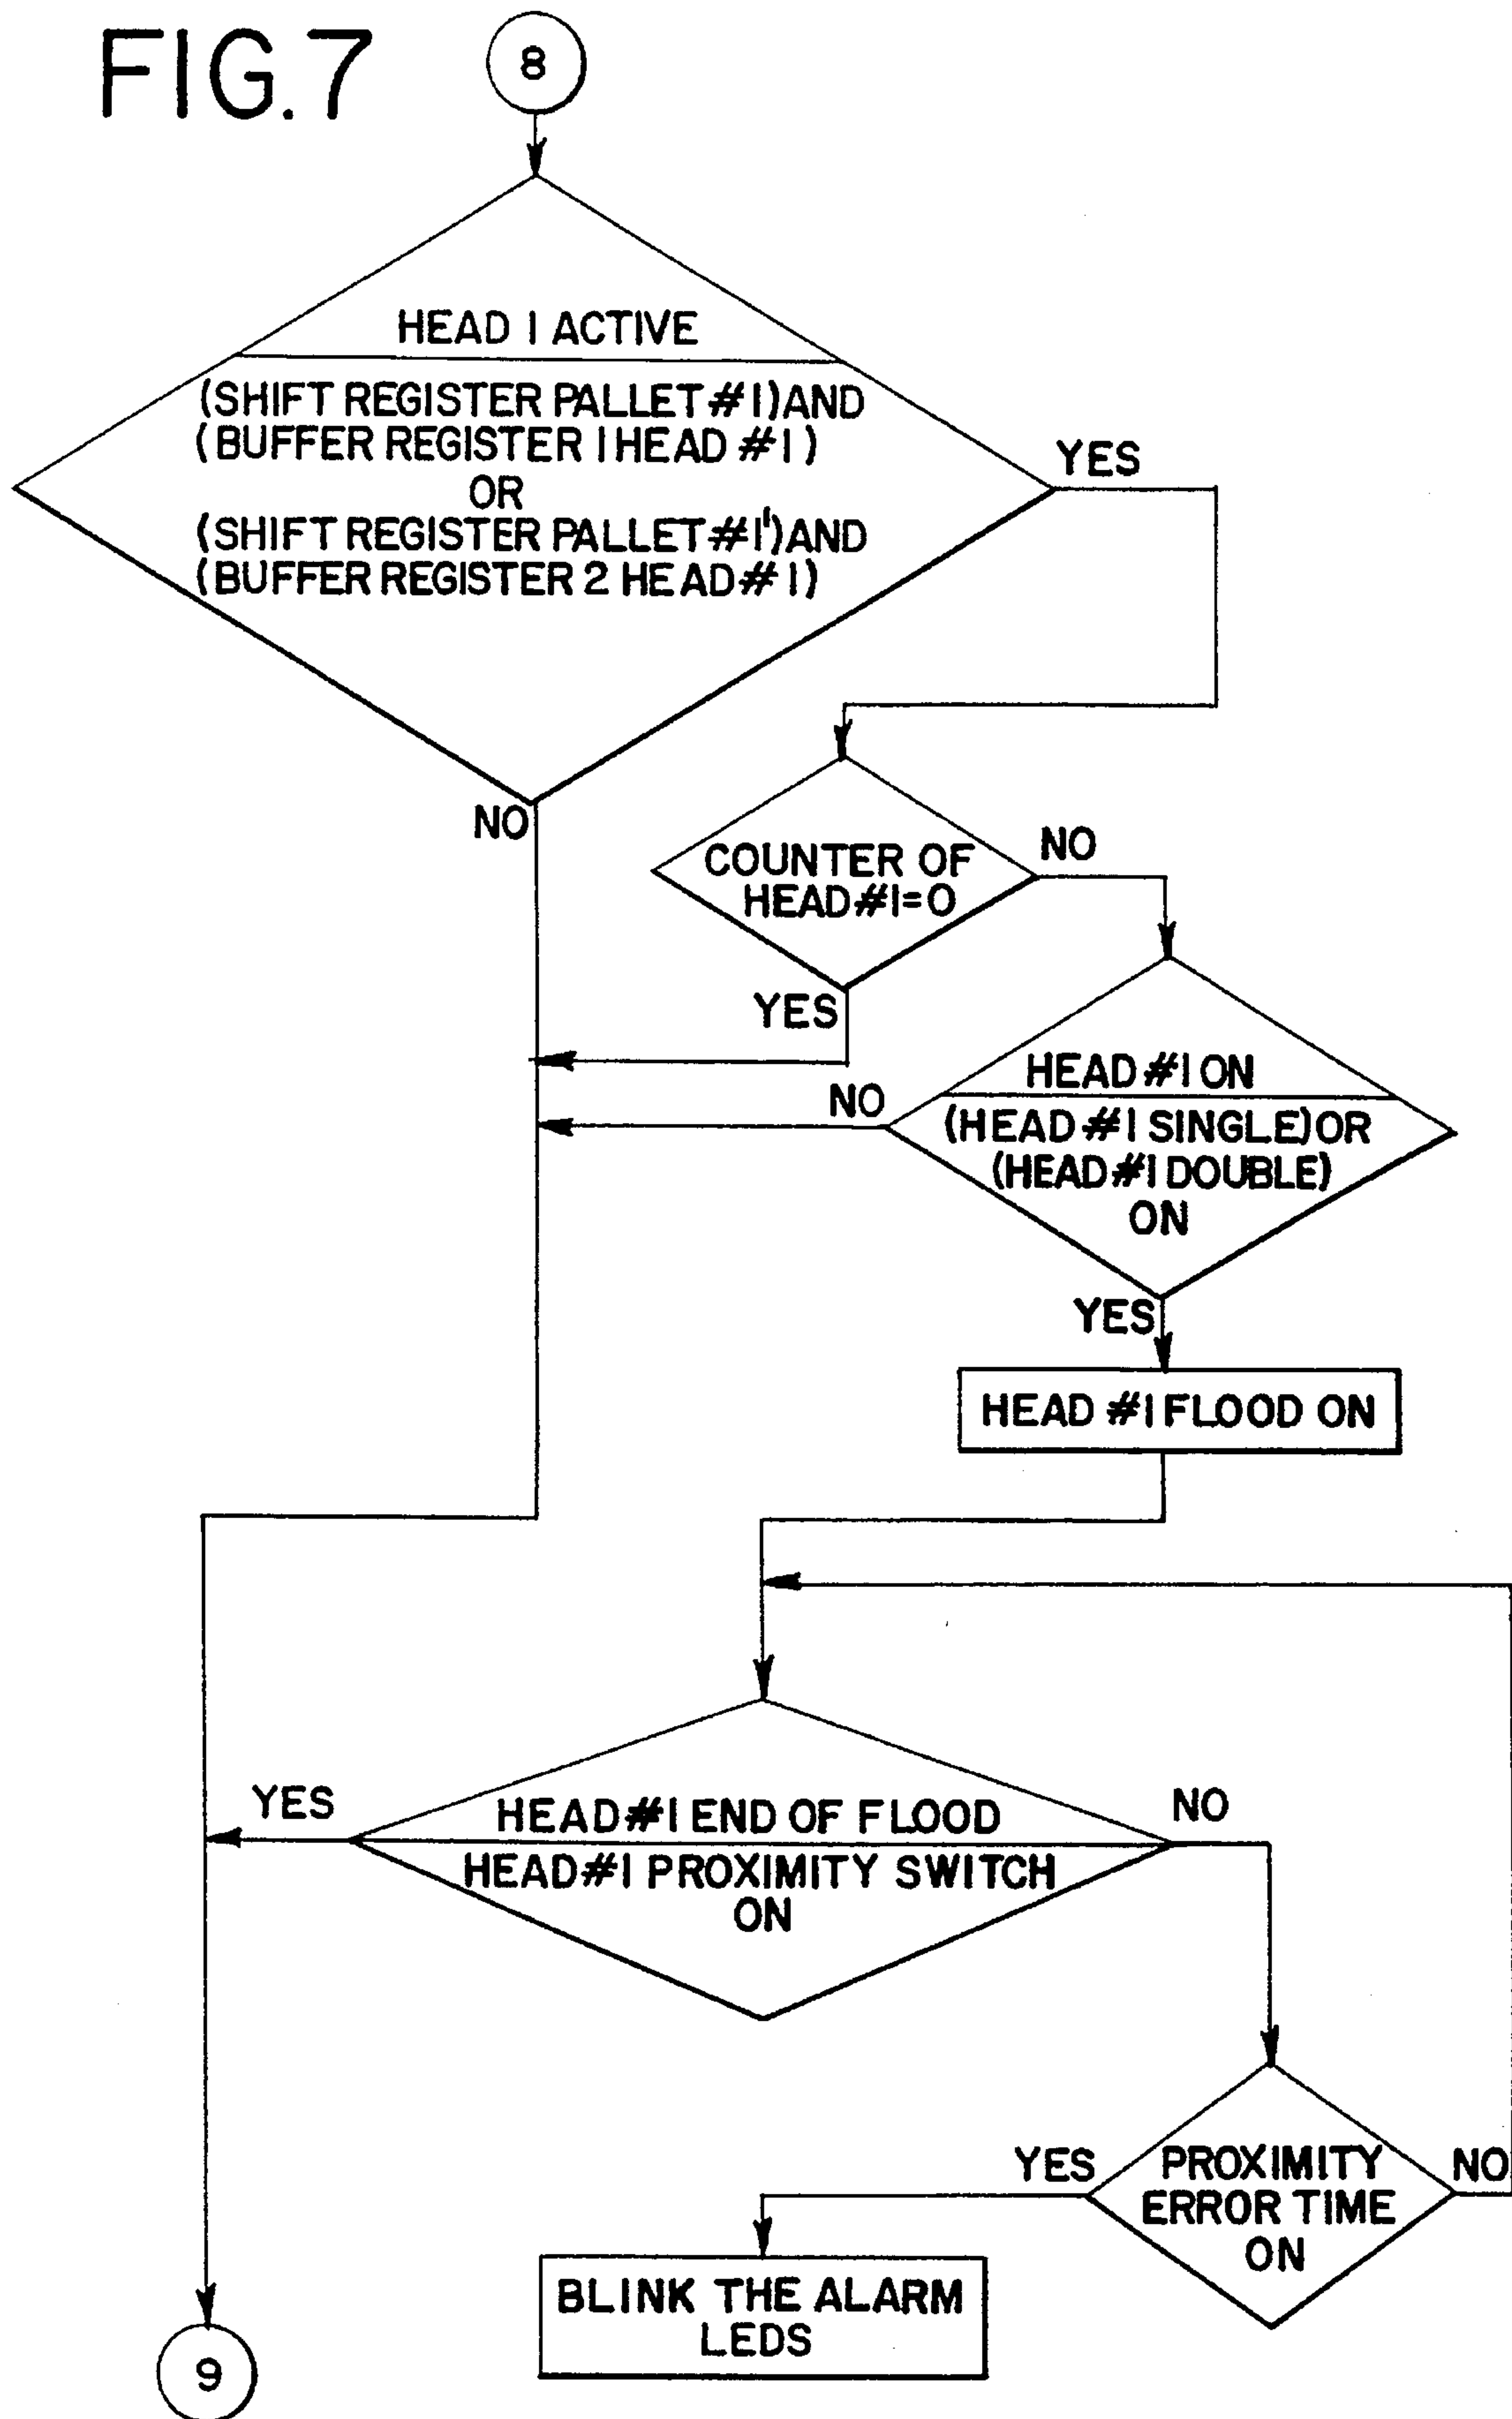 FIG.7
8
HEAD 1 ACTIVE
(SHIFT REGISTER PALLET #1) AND
(BUFFER REGISTER 1 HEAD #1)
OR
(SHIFT REGISTER PALLET #1') AND
(BUFFER REGISTER 2 HEAD #1)
YES
NO
COUNTER OF
HEAD #1=0
NO
YES
HEAD #1 ON
(HEAD #1 SINGLE) OR
(HEAD #1 DOUBLE)
ON
NO
YES
HEAD #1 FLOOD ON
YES
HEAD #1 END OF FLOOD
HEAD #1 PROXIMITY SWITCH
ON
NO
YES
PROXIMITY
ERROR TIME
ON
NO
BLINK THE ALARM
LEDS
9